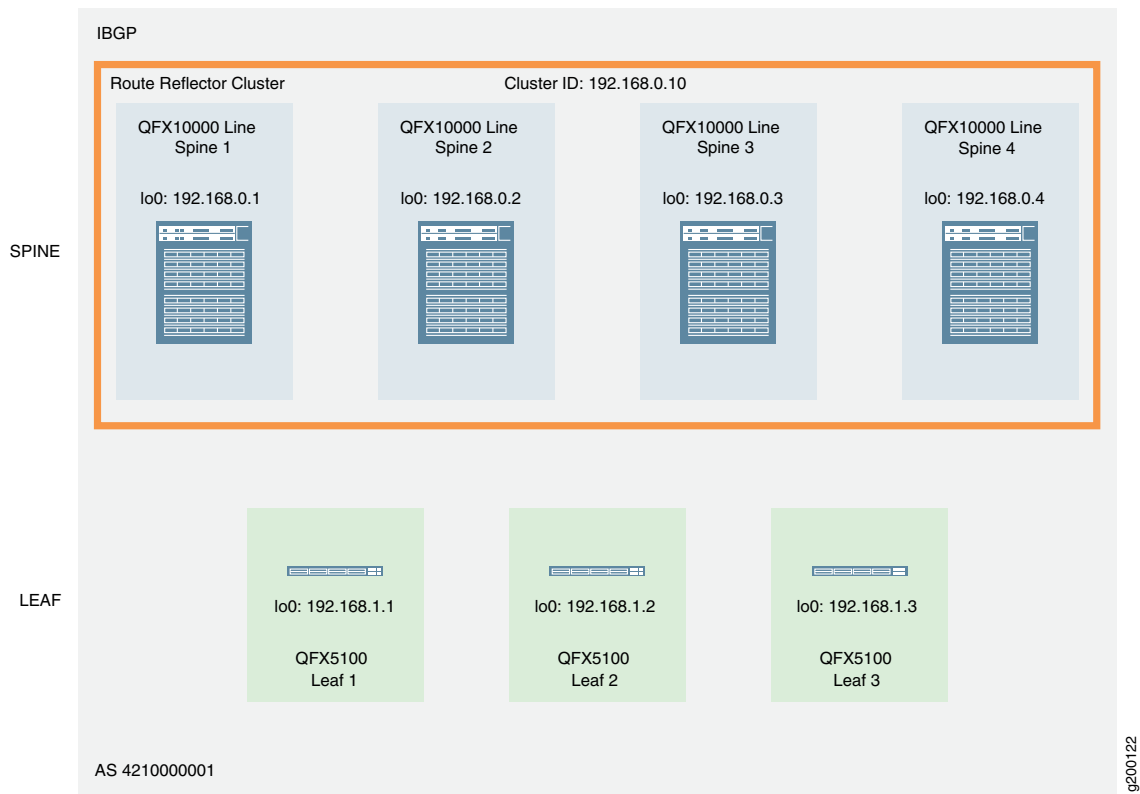 IBGP
Route Reflector Cluster
Cluster ID: 192.168.0.10
QFX10000 Line
Spine 1
lo0: 192.168.0.1
QFX10000 Line
Spine 2
lo0: 192.168.0.2
QFX10000 Line
Spine 3
lo0: 192.168.0.3
QFX10000 Line
Spine 4
lo0: 192.168.0.4
SPINE
LEAF
lo0: 192.168.1.1
QFX5100
Leaf 1
lo0: 192.168.1.2
QFX5100
Leaf 2
lo0: 192.168.1.3
QFX5100
Leaf 3
AS 4210000001
g200122